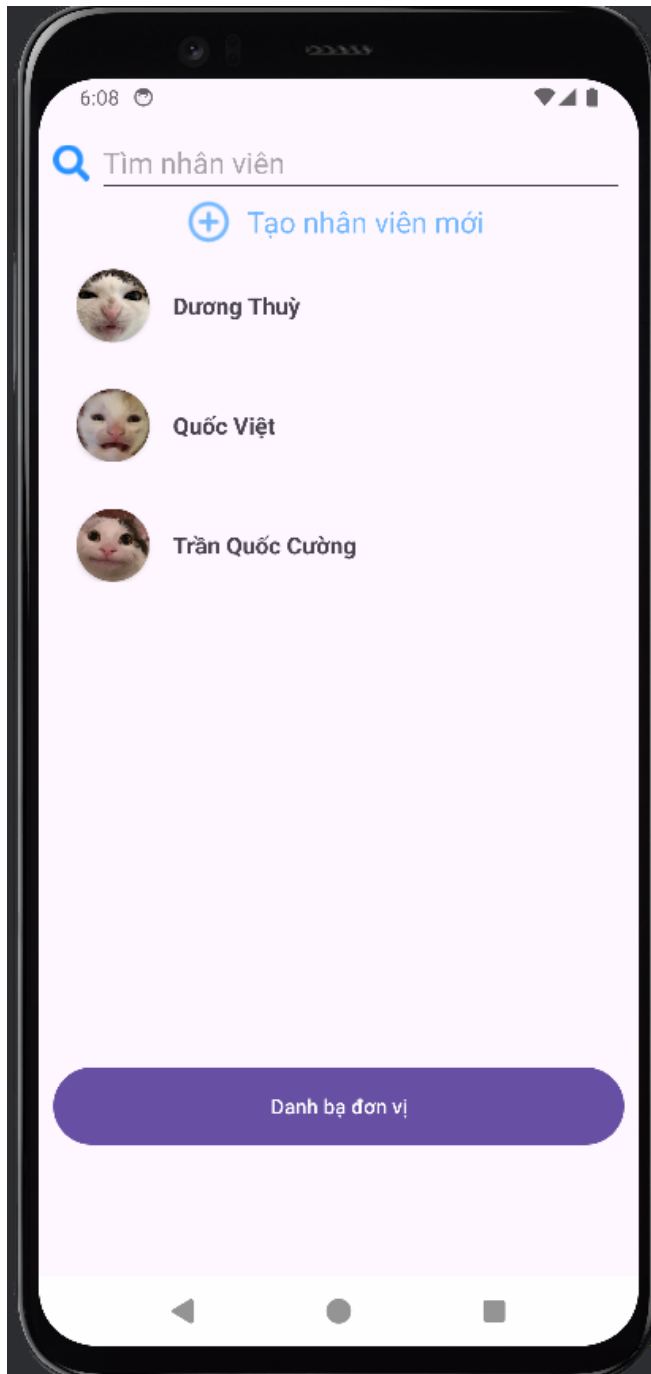 6:08
Tìm nhân viên
Tạo nhân viên mới
Dương Thuỳ
Quốc Việt
Trần Quốc Cường
Danh bạ đơn vị